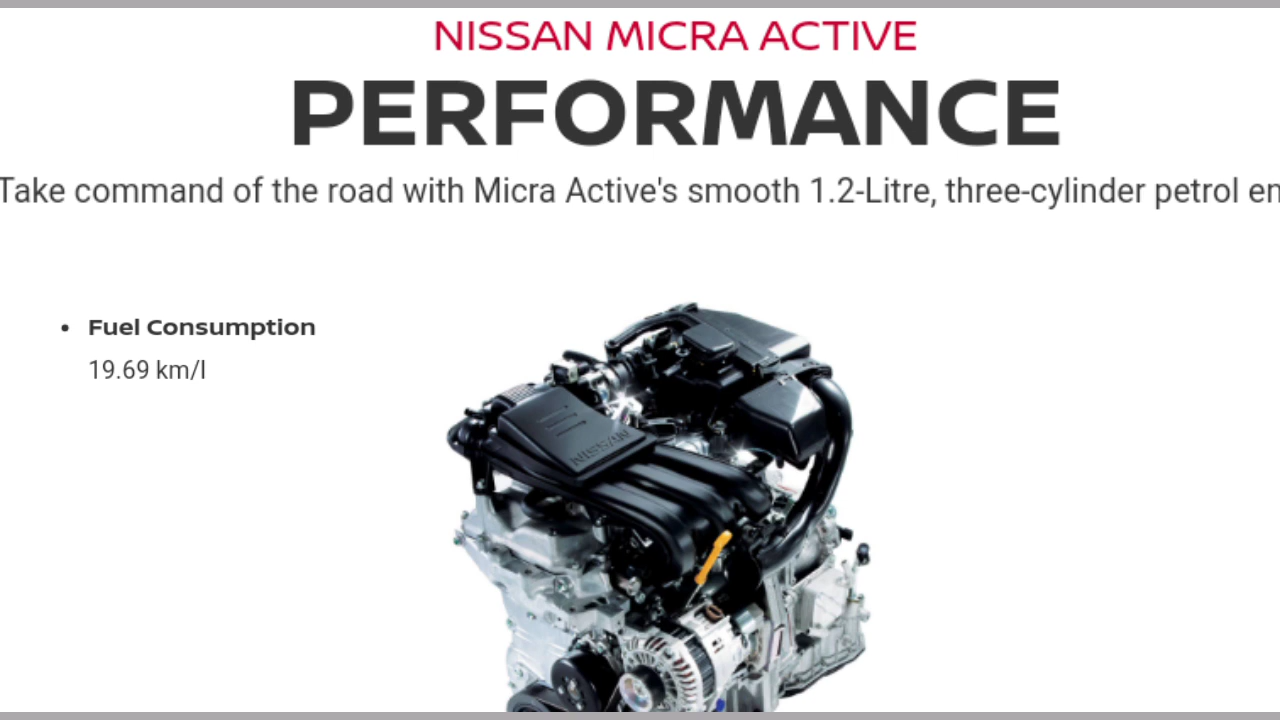 NISSAN MICRA ACTIVE
PERFORMANCE
Take command of the road with Micra Active's smooth 1.2-Litre, three-cylinder petrol en
• Fuel Consumption
19.69 km/l
NISSAN